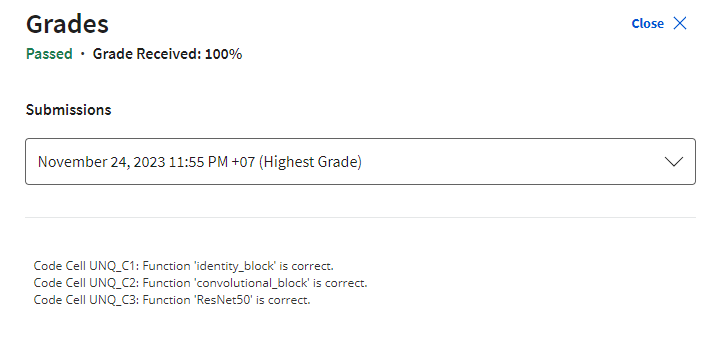 Grades
Close
Passed · Grade Received: 100%
Submissions
November 24, 2023 11:55 PM +07 (Highest Grade)
Code Cell UNQ_C1: Function 'identity_block' is correct.
Code Cell UNQ_C2: Function 'convolutional_block' is correct.
Code Cell UNQ_C3: Function 'ResNet50' is correct.